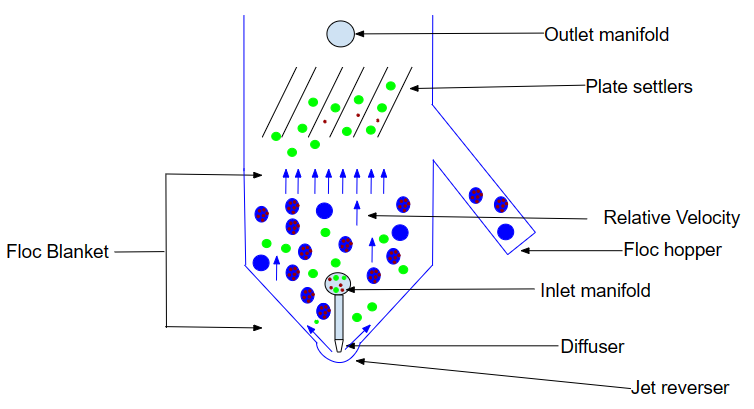 Outlet manifold
Plate settlers
Relative Velocity
Floc Blanket
Floc hopper
Inlet manifold
Diffuser
Jet reverser